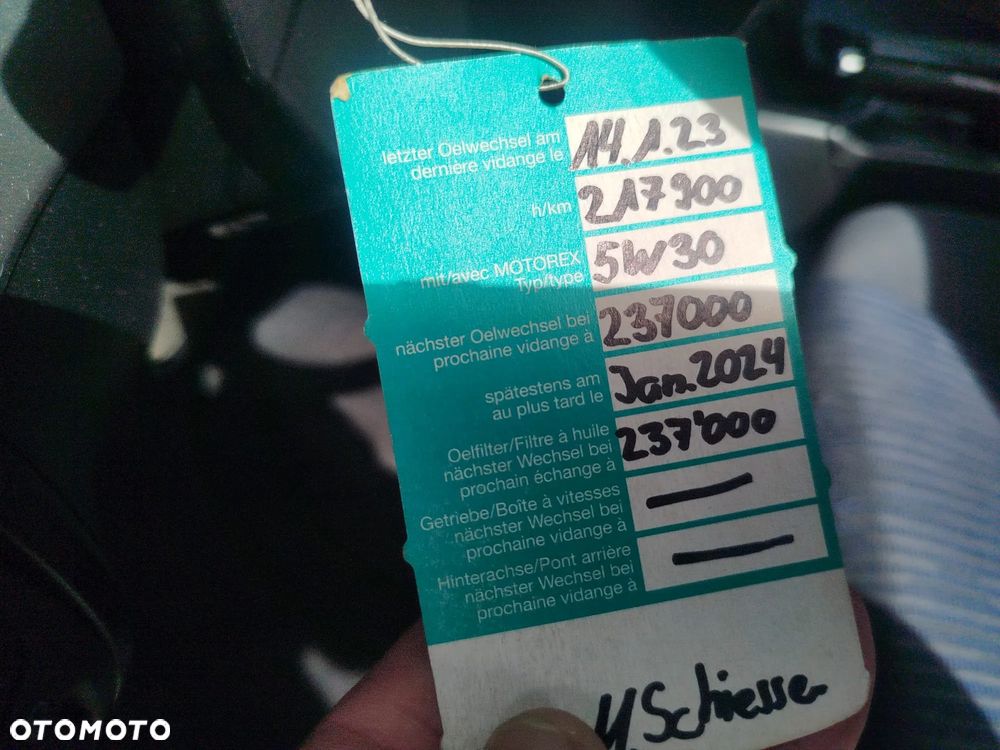 letzter Oelwechsel am
dernière vidange le
14.1.23
h/km
217900
mit/avec MOTOREX
Typ/type
5W30
nächster Oelwechsel bei
prochaine vidange à
237000
spätestens am
au plus tard le
Jan.2024
Oelfilter/Filtre à huile
nächster Wechsel bei
prochain échange à
237'000
Getriebe/Boîte à vitesses
nächster Wechsel bei
prochaine vidange à
Hinterachse/Pont arrière
nächster Wechsel bei
prochaine vidange à
Schiesser
OTOMOTO